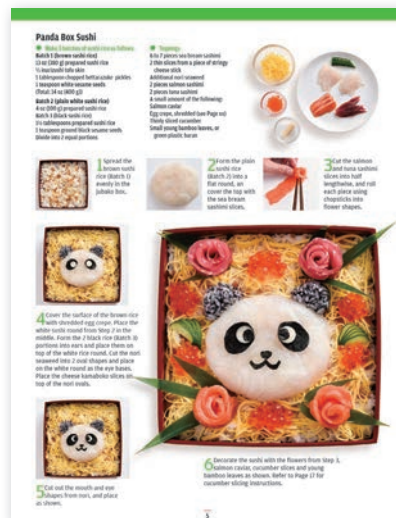 Panda Box Sushi
Make 3 batches of sushi rice as follows:
Batch 1 (brown sushi rice)
13 oz (380 g) prepared sushi rice
1 tablespoon chopped bettarazuke pickles
1 teaspoon white sesame seeds
(Total: 14 oz (400 g))
Batch 2 (plain white sushi rice)
4 oz (100 g) prepared sushi rice
Batch 3 (black sushi rice)
tablespoons prepared sushi rice
1 teaspoon ground black sesame seeds
Divide into 2 equal portions
Toppings:
6 to 7 pieces sea bream sashimi
2 thin slices from a piece of stringy
cheese stick
Additional nori seaweed
2 pieces salmon sashimi
2 pieces tuna sashimi
A small amount of the following:
Salmon caviar
Egg crepe, shredded (see Page
Thinly sliced cucumber
Small young bamboo leaves, or
green plastic baran
1 Spread the
brown sushi
rice (Batch 1)
evenly in the
jubako box.
2 Form the plain
sushi rice
(Batch 2) into a
flat round, an
cover the top with
the sea bream
sashimi slices.
3 Cut the salmon
and tuna sashimi
slices into half
lengthwise, and roll
each piece using
chopsticks into
flower shapes.
4 Cover the surface of the brown rice
with shredded egg crepe. Place the
white sushi round from Step 2 in the
middle. Form the 2 black rice (Batch 3)
portions into ears and place them on
top of the white rice round. Cut the nori
seaweed into 2 oval shapes and place
on the white round as the eye bases.
Place the cheese kamaboko slices on
top of the nori ovals.
5 Cut out the mouth and eye
shapes from nori, and place
as shown.
6 Decorate the sushi with the flowers from Step 3,
salmon caviar, cucumber slices and young
bamboo leaves as shown. Refer to Page 17 for
cucumber slicing instructions.